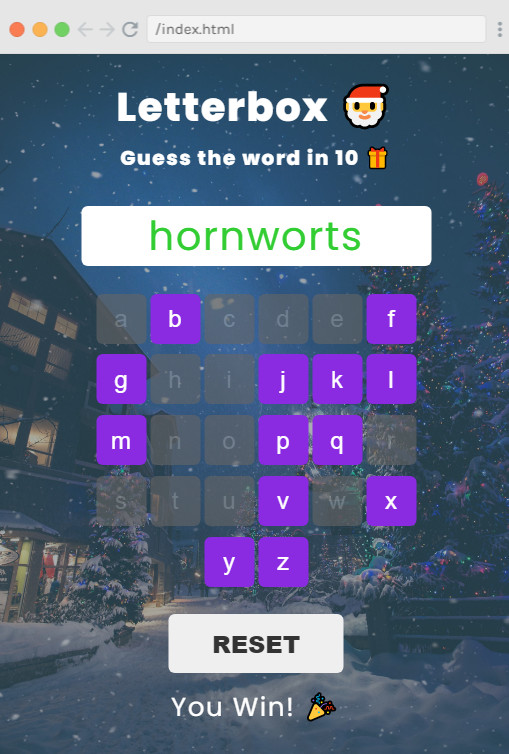 /index.html
Letterbox 🎅
Guess the word in 10 🎁
hornworts
a b c d e f
g h i j k l
m n o p q r
s t u v w x
y z
RESET
You Win! 🎉